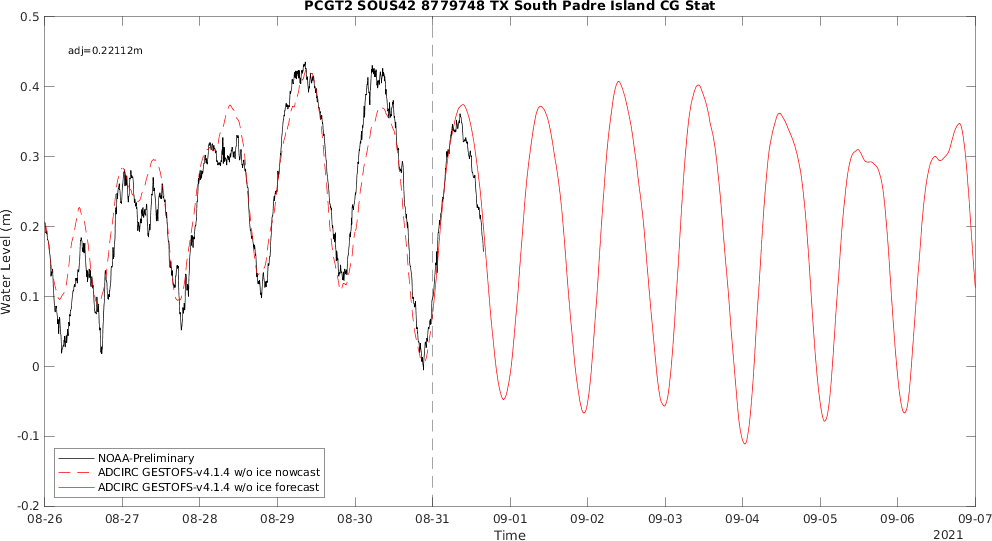 PCGT2 SOUS42 8779748 TX South Padre Island CG Stat
adj=0.22112m
0.5
0.4
0.3
0.2
0.1
0
-0.1
-0.2
Water Level (m)
NOAA-Preliminary
ADCIRC GESTOFS-v4.1.4 w/o ice nowcast
ADCIRC GESTOFS-v4.1.4 w/o ice forecast
08-26 08-27 08-28 08-29 08-30 08-31 09-01 09-02 09-03 09-04 09-05 09-06 09-07
Time
2021